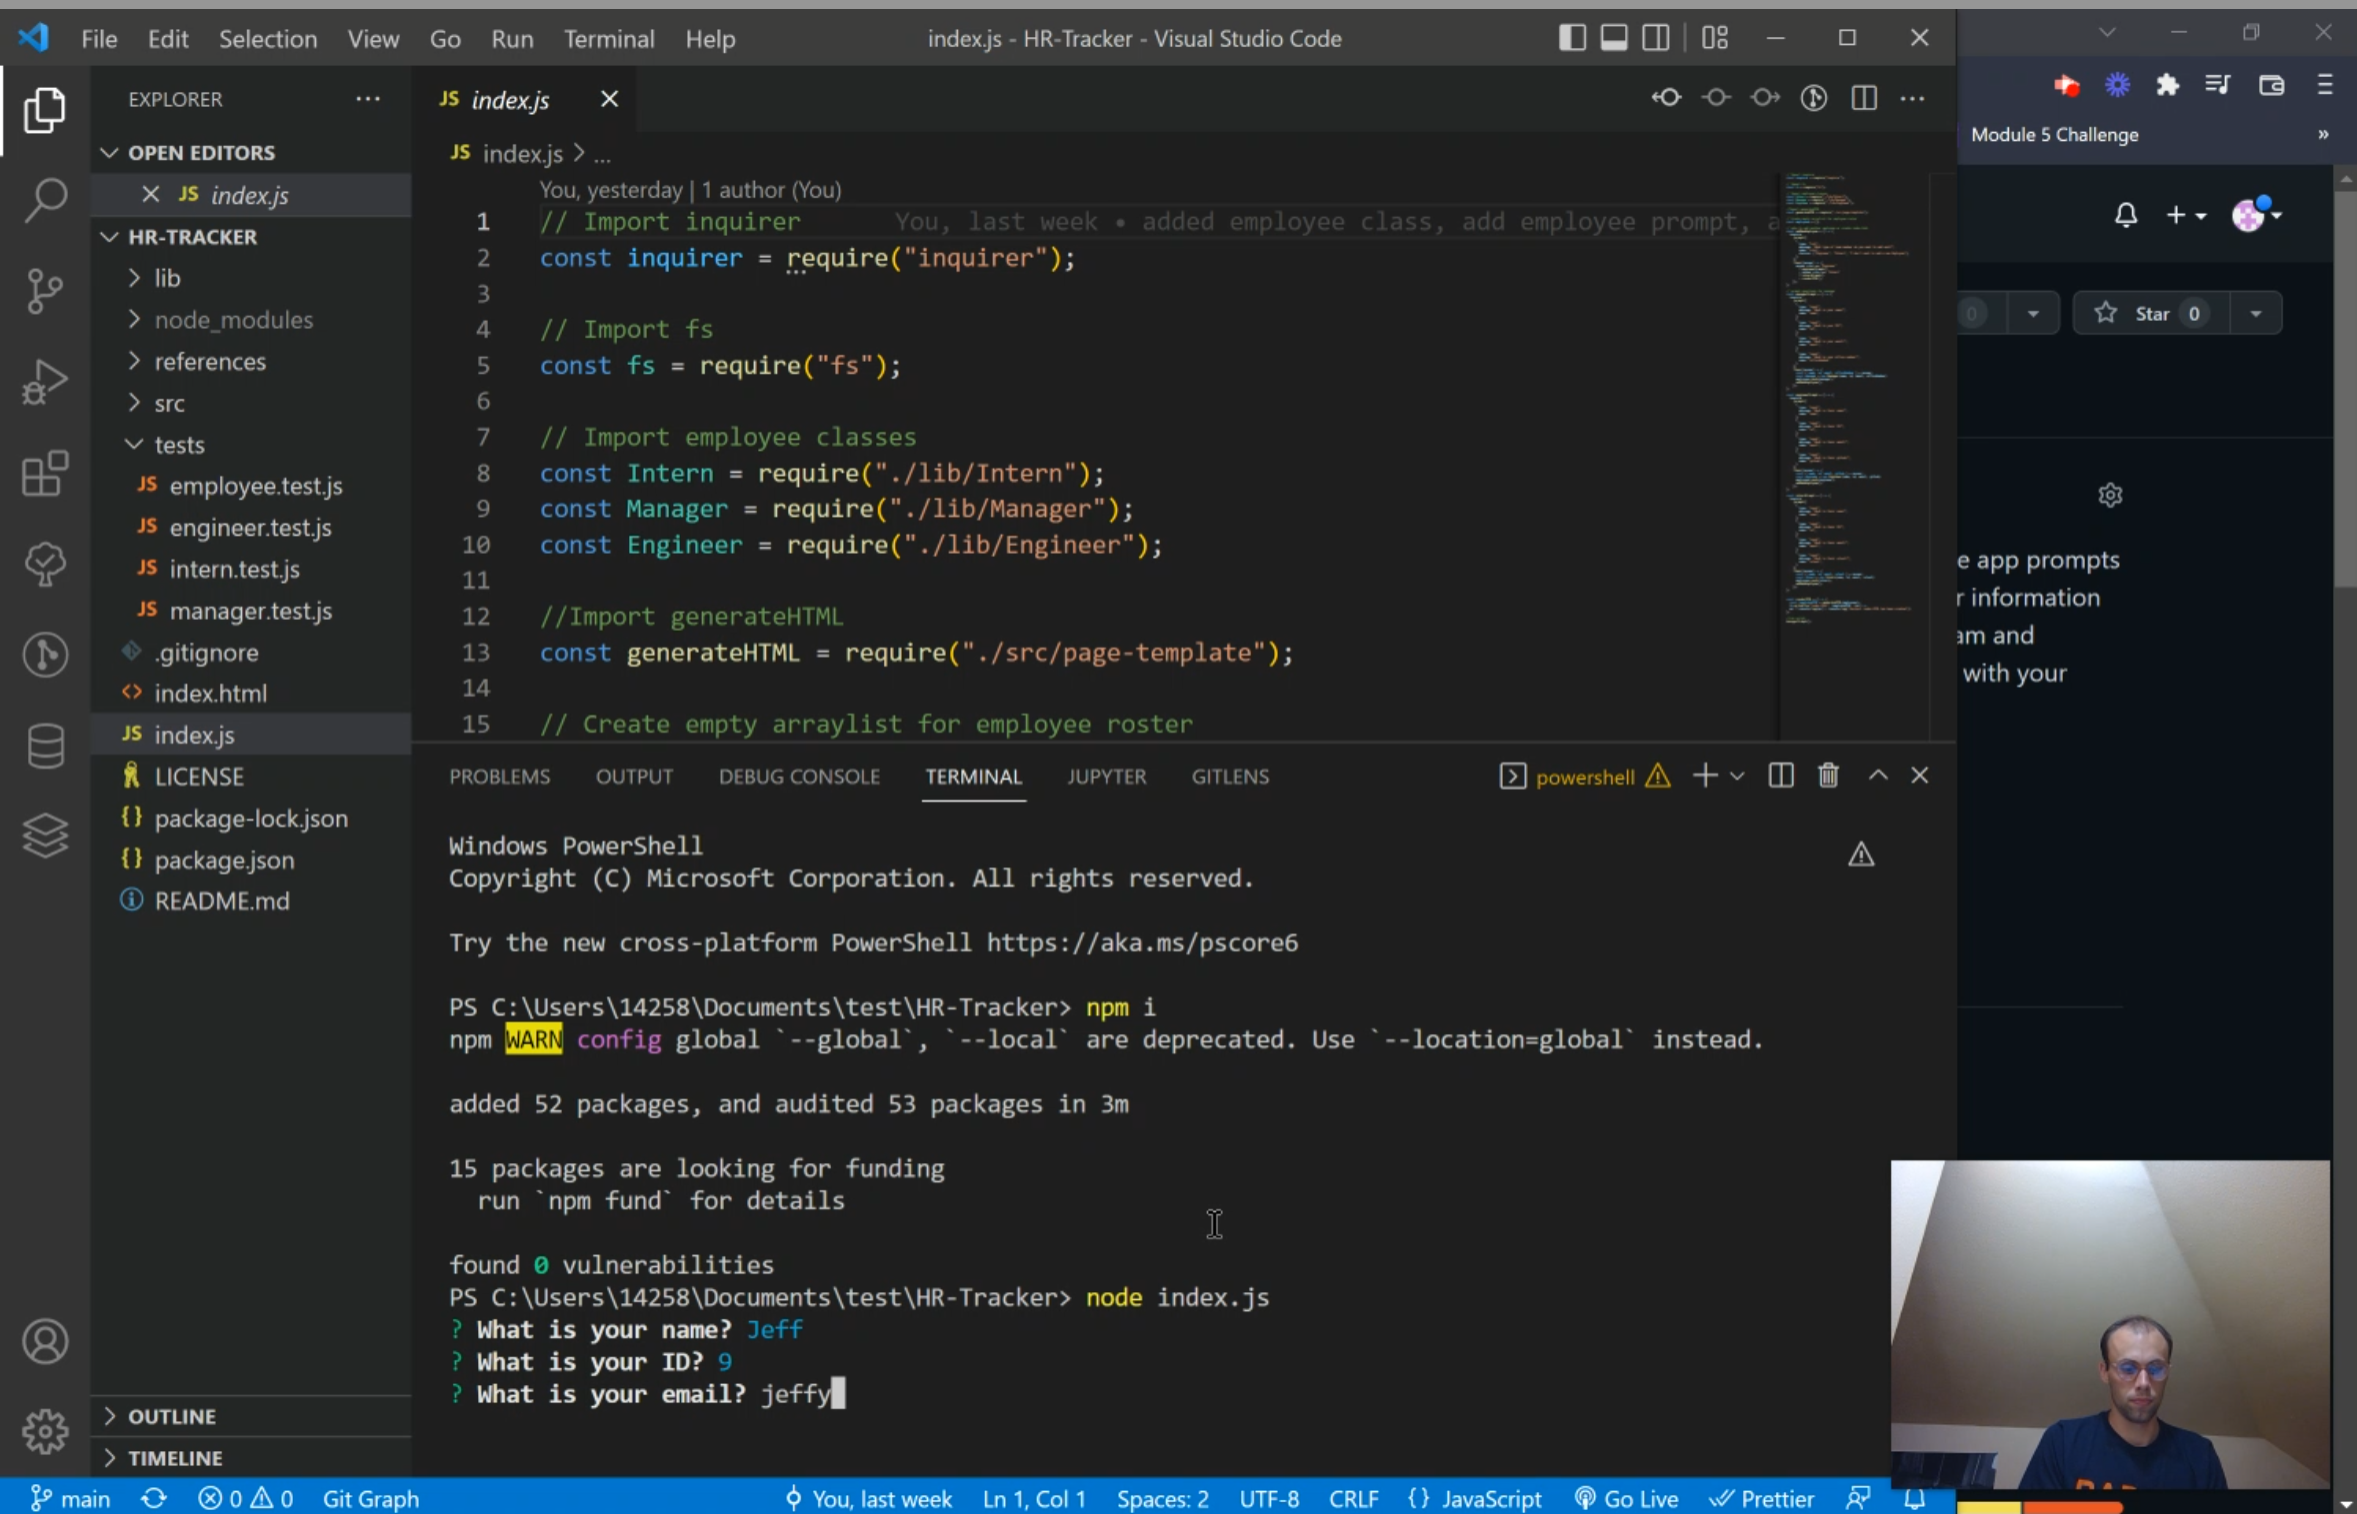 File Edit Selection View Go Run Terminal Help
index.js - HR-Tracker - Visual Studio Code
EXPLORER
OPEN EDITORS
JS index.js
HR-TRACKER
lib
node_modules
references
src
tests
JS employee.test.js
JS engineer.test.js
JS intern.test.js
JS manager.test.js
.gitignore
<> index.html
JS index.js
LICENSE
{} package-lock.json
{} package.json
README.md
OUTLINE
TIMELINE
JS index.js
JS index.js > ...
You, yesterday | 1 author (You)
1 // Import inquirer You, last week • added employee class, add employee prompt, a
2 const inquirer = require("inquirer");
3
4 // Import fs
5 const fs = require("fs");
6
7 // Import employee classes
8 const Intern = require("./lib/Intern");
9 const Manager = require("./lib/Manager");
10 const Engineer = require("./lib/Engineer");
11
12 //Import generateHTML
13 const generateHTML = require("./src/page-template");
14
15 // Create empty arraylist for employee roster
PROBLEMS OUTPUT DEBUG CONSOLE TERMINAL JUPYTER GITLENS
powershell
Windows PowerShell
Copyright (C) Microsoft Corporation. All rights reserved.
Try the new cross-platform PowerShell https://aka.ms/pscore6
PS C:\Users\14258\Documents\test\HR-Tracker> npm i
npm WARN config global `--global`, `--local` are deprecated. Use `--location=global` instead.
added 52 packages, and audited 53 packages in 3m
15 packages are looking for funding
run `npm fund` for details
found 0 vulnerabilities
PS C:\Users\14258\Documents\test\HR-Tracker> node index.js
? What is your name? Jeff
? What is your ID? 9
? What is your email? jeffy
main 0 0 Git Graph You, last week Ln 1, Col 1 Spaces: 2 UTF-8 CRLF {} JavaScript Go Live Prettier
Module 5 Challenge »
0 Star 0
e app prompts
r information
am and
with your